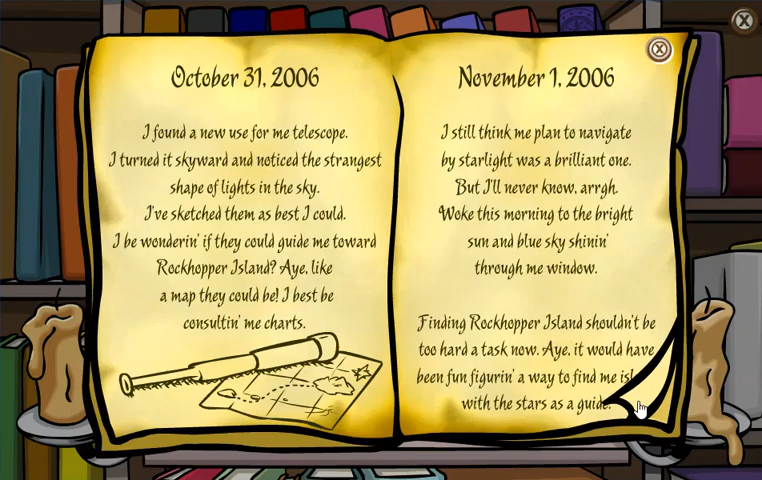 October 31, 2006
I found a new use for me telescope.
I turned it skyward and noticed the strangest
shape of lights in the sky.
I've sketched them as best I could.
I be wonderin' if they could guide me toward
Rockhopper Island? Aye, like
a map they could be! I best be
consultin' me charts.
November 1, 2006
I still think me plan to navigate
by starlight was a brilliant one.
But I'll never know, arrgh.
Woke this morning to the bright
sun and blue sky shinin'
through me window.
Finding Rockhopper Island shouldn't be
too hard a task now. Aye, it would have
been fun figurin' a way to find me
with the stars as a guide.